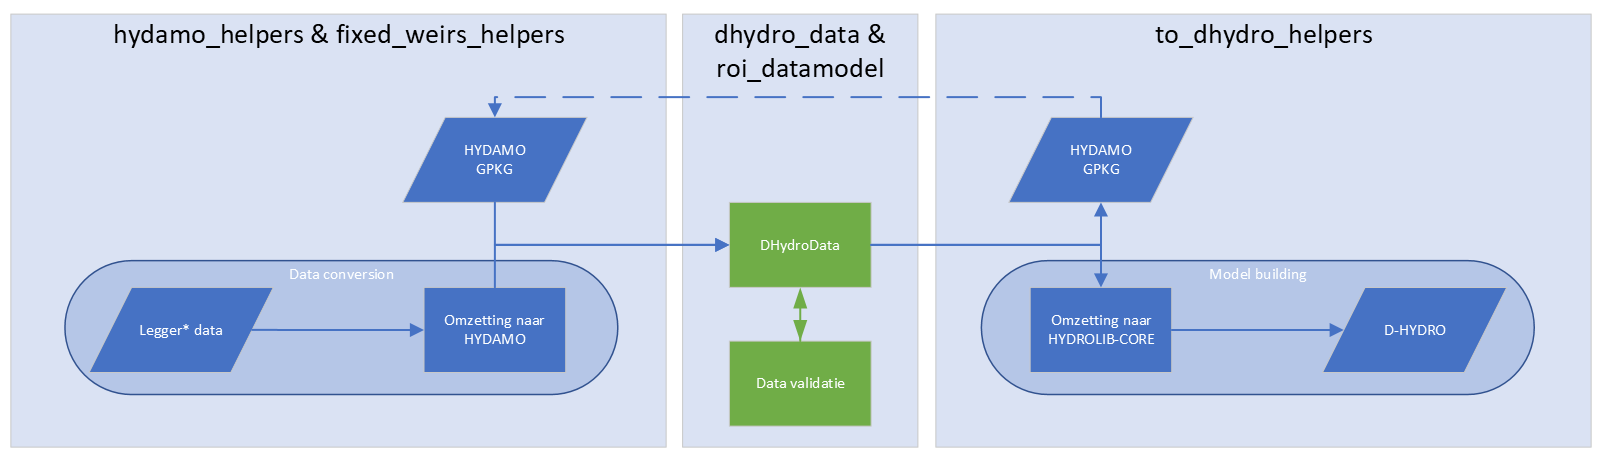 hydamo_helpers & fixed_weirs_helpers
HYDAMO
GPKG
Data conversion
Legger* data
Omzetting naar
HYDAMO
dhydro_data &
roi_datamodel
DHydroData
Data validatie
to_dhydro_helpers
HYDAMO
GPKG
Model building
Omzetting naar
HYDROLIB-CORE
D-HYDRO